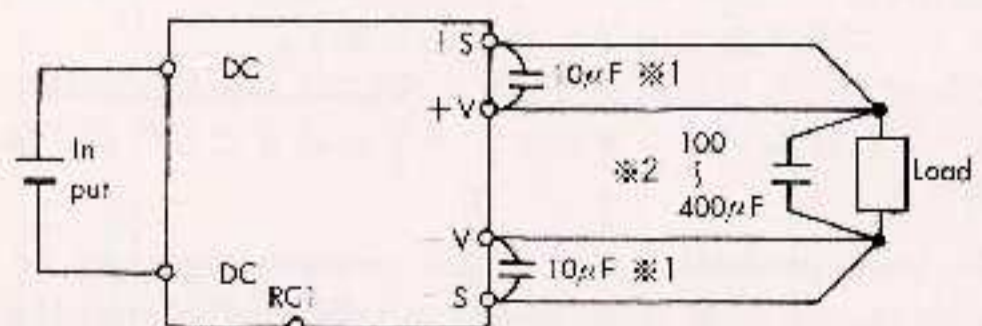 +S
DC
10μF ※1
+V
In
put
100
※2 ⌇
400μF
Load
-V
DC
10μF ※1
RC1
-S